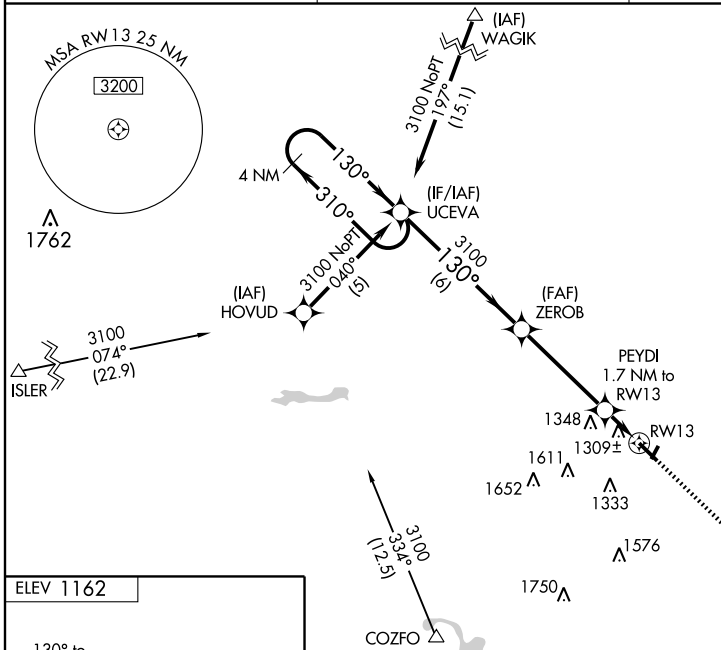 MSA RW13 25 NM
3200
1762
(IAF)
WAGIK
3100 NoPT
197°
(15.1)
4 NM
130°
310°
(IF/IAF)
UCEVA
3100 NoPT
040°
(5)
3100
130°
(6)
(IAF)
HOVUD
(FAF)
ZEROB
3100
074°
(22.9)
ISLER
PEYDI
1.7 NM to
RW13
RW13
1348
1309±
1611
1652
1333
1576
1750
3100
334°
(12.5)
COZFO
ELEV 1162
130° to